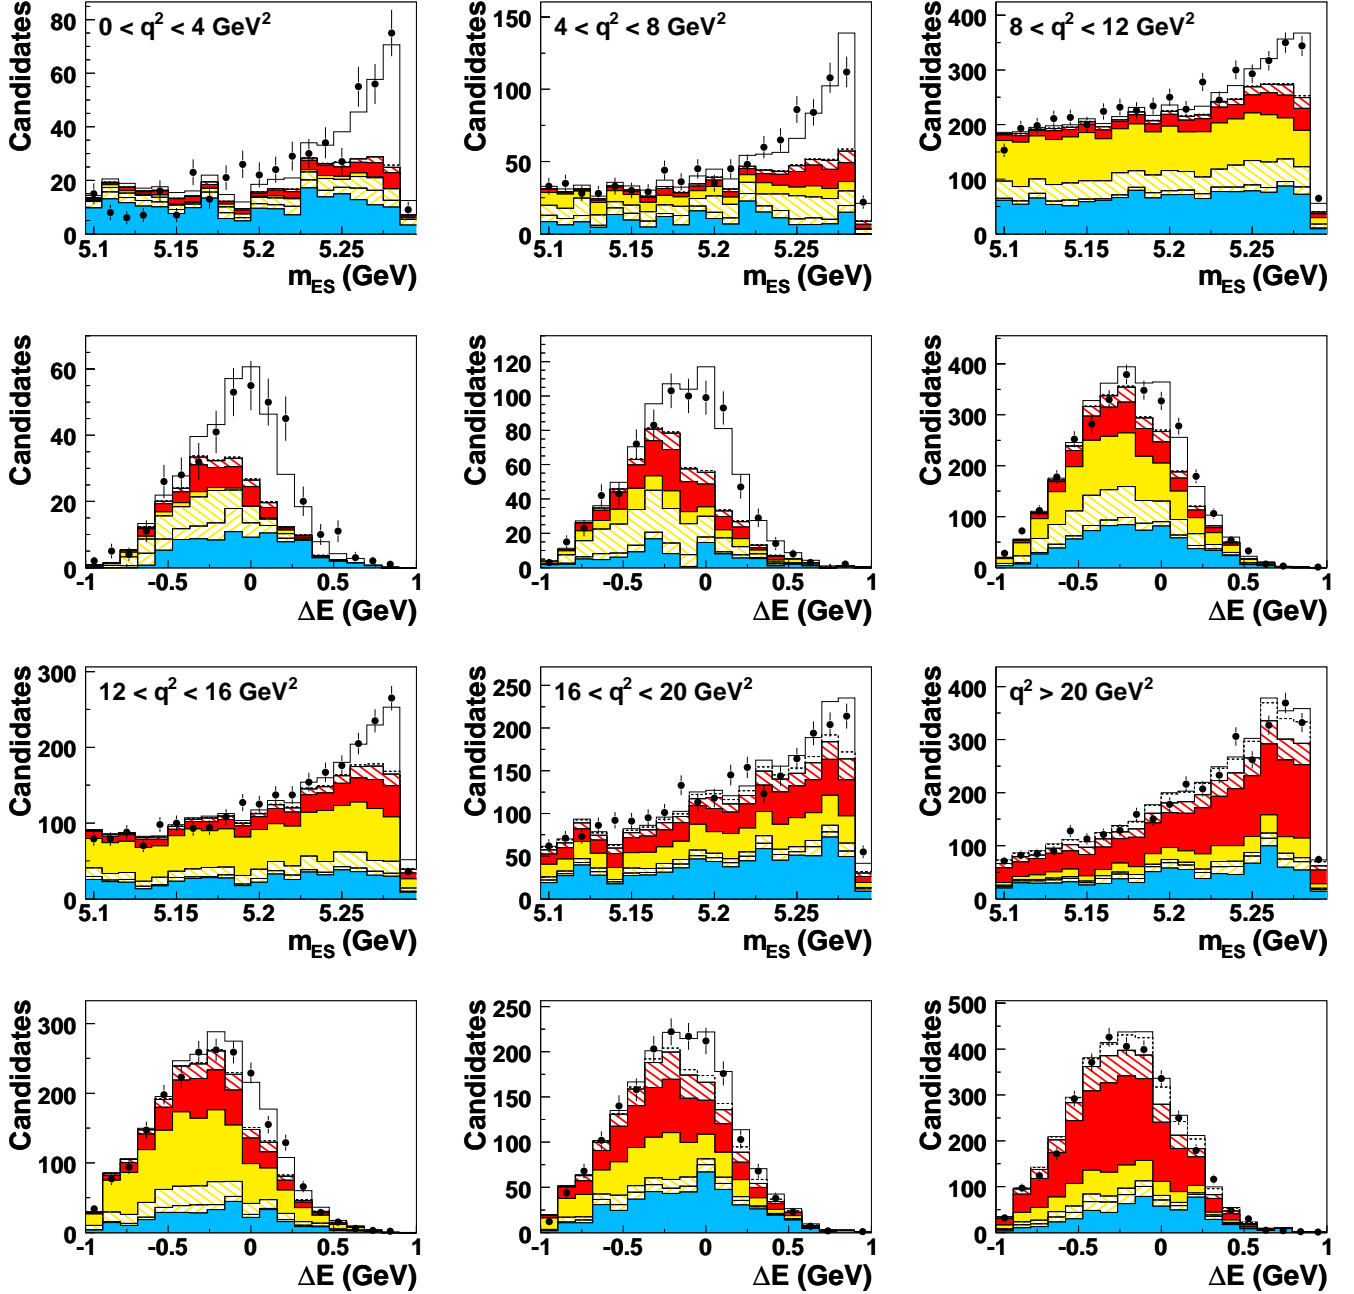 0 < q² < 4 GeV²
Candidates
80
60
40
20
0
5.1 5.15 5.2 5.25
m_ES (GeV)
4 < q² < 8 GeV²
Candidates
150
100
50
0
5.1 5.15 5.2 5.25
m_ES (GeV)
8 < q² < 12 GeV²
Candidates
400
300
200
100
0
5.1 5.15 5.2 5.25
m_ES (GeV)
Candidates
60
40
20
0
-1 -0.5 0 0.5 1
ΔE (GeV)
Candidates
120
100
80
60
40
20
0
-1 -0.5 0 0.5 1
ΔE (GeV)
Candidates
400
300
200
100
0
-1 -0.5 0 0.5 1
ΔE (GeV)
12 < q² < 16 GeV²
Candidates
300
200
100
0
5.1 5.15 5.2 5.25
m_ES (GeV)
16 < q² < 20 GeV²
Candidates
250
200
150
100
50
0
5.1 5.15 5.2 5.25
m_ES (GeV)
q² > 20 GeV²
Candidates
400
300
200
100
0
5.1 5.15 5.2 5.25
m_ES (GeV)
Candidates
300
200
100
0
-1 -0.5 0 0.5 1
ΔE (GeV)
Candidates
250
200
150
100
50
0
-1 -0.5 0 0.5 1
ΔE (GeV)
Candidates
500
400
300
200
100
0
-1 -0.5 0 0.5 1
ΔE (GeV)